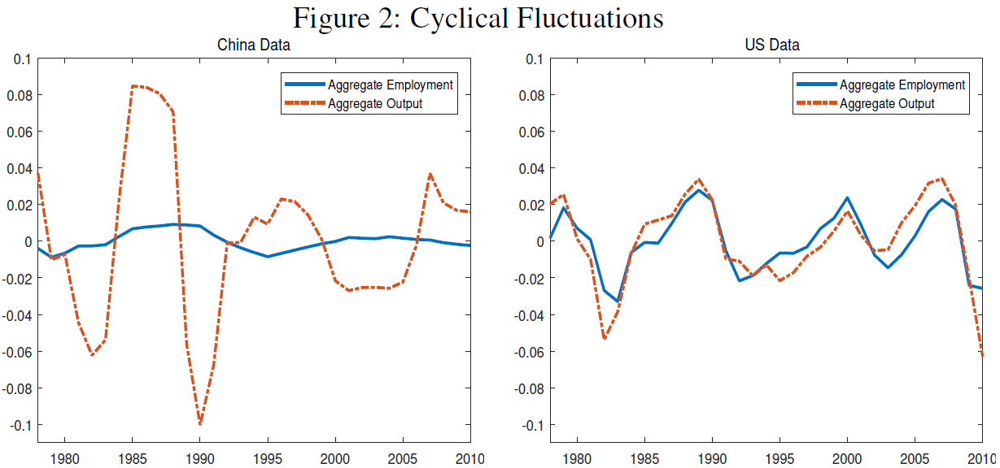 Figure 2: Cyclical Fluctuations
China Data
0.1
0.08
0.06
0.04
0.02
0
-0.02
-0.04
-0.06
-0.08
-0.1
1980 1985 1990 1995 2000 2005 2010
Aggregate Employment
Aggregate Output
US Data
0.1
0.08
0.06
0.04
0.02
0
-0.02
-0.04
-0.06
-0.08
-0.1
1980 1985 1990 1995 2000 2005 2010
Aggregate Employment
Aggregate Output